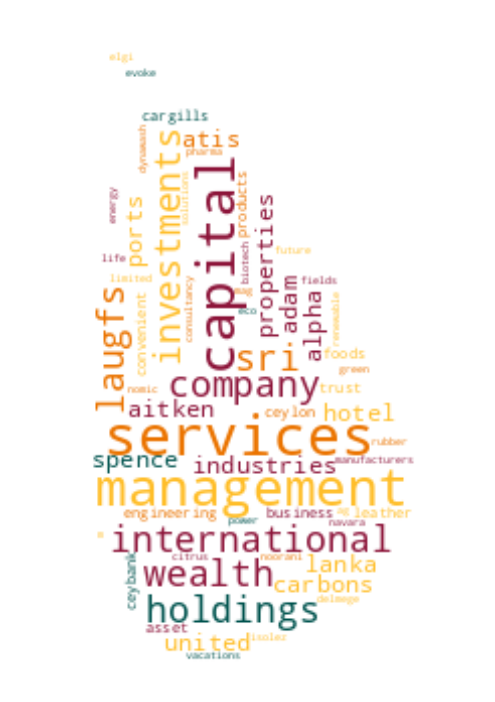 elgi
evoke
cargills
dynawash
investments
atis
pharma
solutions
capital
products
biotech
energy
ports
properties
future
life
limited
convenient
consultancy
mag
eco
adam
fields
alpha
renewable
laugfs
sri
foods
green
nomic
company
trust
aitken
ceylon
hotel
services
rubber
spence
industries
manufacturers
management
engineering
power
business
ag
leather
navara
international
citrus
noorani
lanka
ceybank
wealth
carbons
holdings
delmege
asset
united
vacations